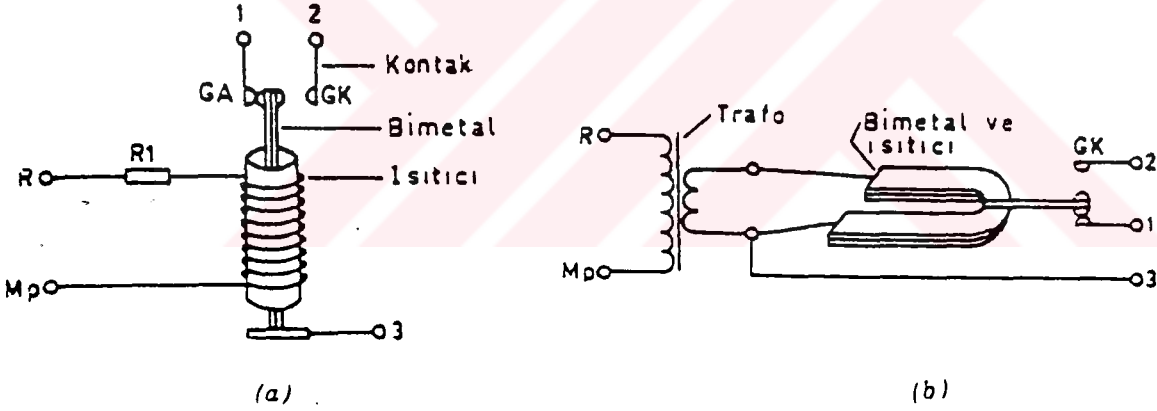 1 2
Kontak
GA GK
Bimetal
R1
R
Isıtıcı
Mp
3
(a)
Trafo
R
Bimetal ve
ısıtıcı
GK
2
1
Mp
3
(b)